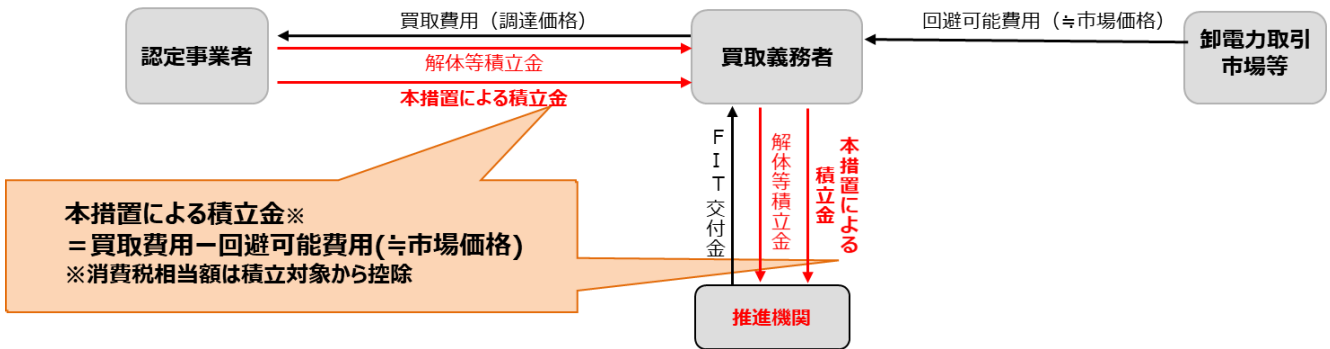 買取費用（調達価格）
回避可能費用（≒市場価格）
認定事業者
買取義務者
卸電力取引
市場等
解体等積立金
本措置による積立金
ＦＩＴ交付金
解体等積立金
本措置による
積立金
本措置による積立金※
＝買取費用－回避可能費用(≒市場価格)
※消費税相当額は積立対象から控除
推進機関